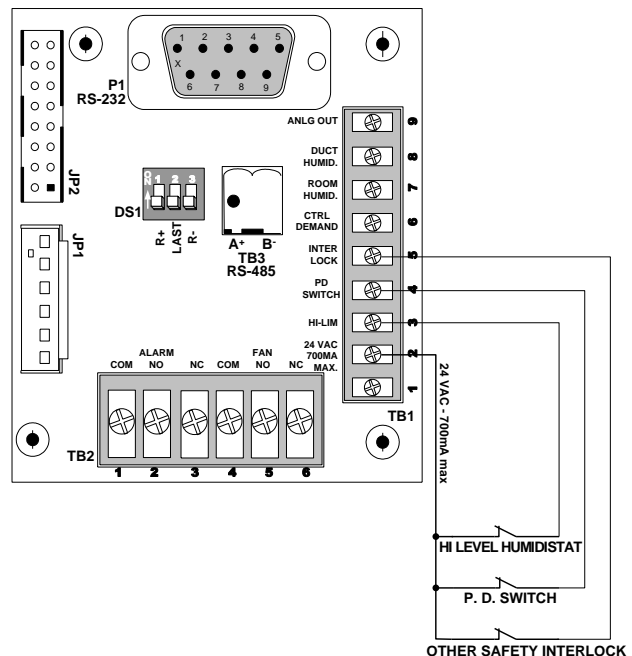 1 2 3 4 5
X
6 7 8 9
P1
RS-232
JP2
JP1
ON
1 2 3
DS1
R+
LAST
R-
A+ B-
TB3
RS-485
ANLG OUT 9
DUCT HUMID. 8
ROOM HUMID. 7
CTRL DEMAND 6
INTER LOCK 5
PD SWITCH 4
HI-LIM 3
24 VAC 700MA MAX. 2
1
TB1
24 VAC - 700mA max
ALARM FAN
COM NO NC COM NO NC
TB2
1 2 3 4 5 6
HI LEVEL HUMIDISTAT
P. D. SWITCH
OTHER SAFETY INTERLOCK